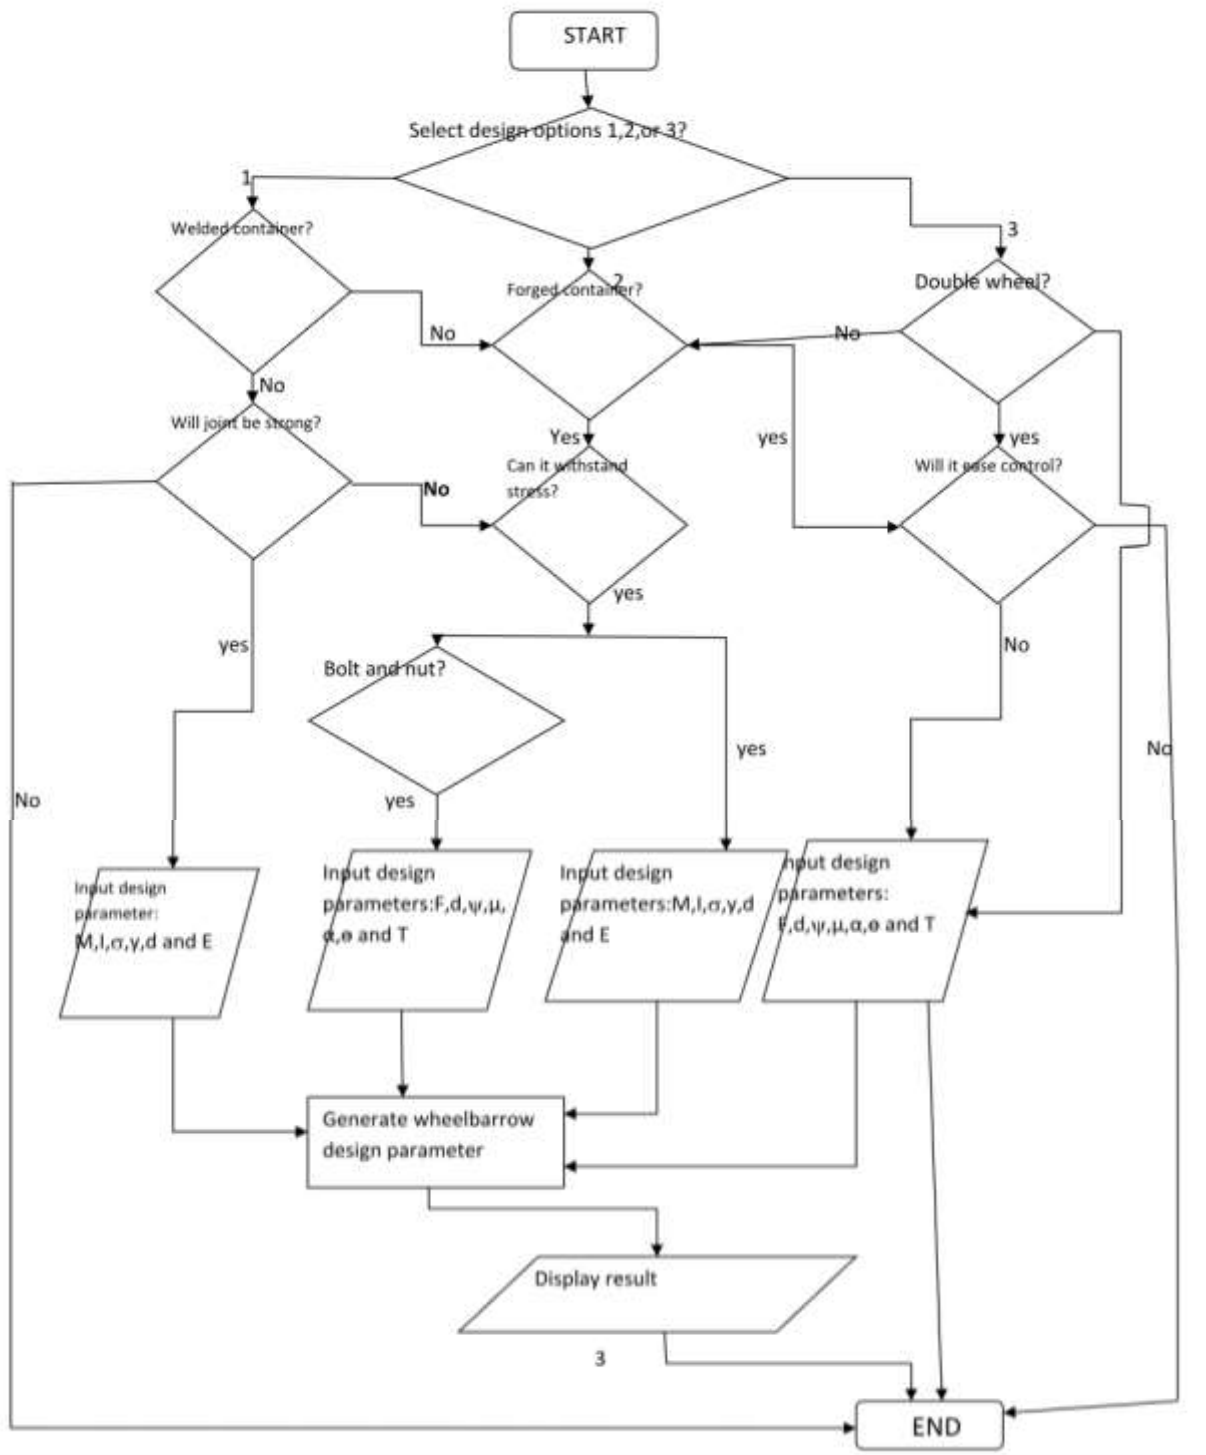 START
Select design options 1,2,or 3?
1
Welded container?
3
2
Forged container?
Double wheel?
No
No
No
Will joint be strong?
Yes
yes
yes
Can it withstand
stress?
Will it ease control?
No
yes
yes
No
Bolt and nut?
yes
No
yes
No
Input design
parameter:
M,I,σ,y,d and E
Input design
parameters:F,d,ψ,μ,
α,ɵ and T
Input design
parameters:M,I,σ,y,d
and E
Input design
parameters:
F,d,ψ,μ,α,ɵ and T
Generate wheelbarrow
design parameter
Display result
3
END